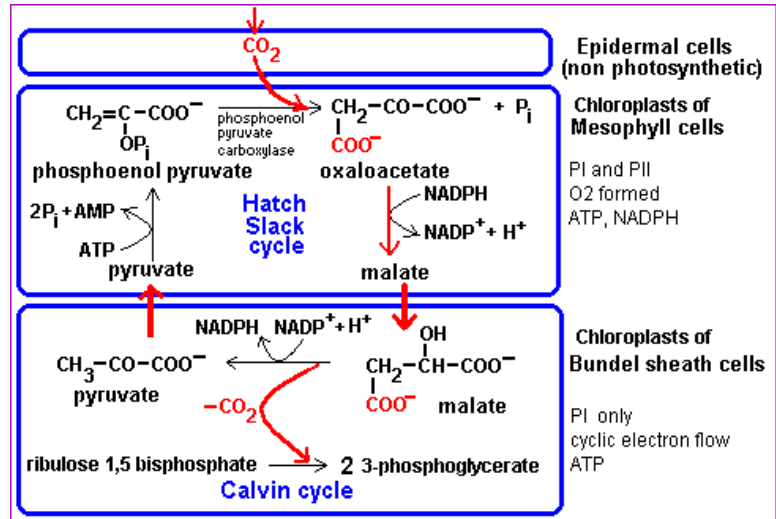 CO2
Epidermal cells
(non photosynthetic)
CH2=C-COO–
OPi
phosphoenol pyruvate
phosphoenol
pyruvate
carboxylase
CH2-CO-COO– + Pi
COO–
oxaloacetate
Chloroplasts of
Mesophyll cells
PI and PII
O2 formed
ATP, NADPH
2Pi+AMP
ATP
pyruvate
Hatch
Slack
cycle
NADPH
NADP+ + H+
malate
NADPH NADP+ + H+
CH3-CO-COO–
pyruvate
–CO2
OH
CH2-CH-COO–
COO– malate
Chloroplasts of
Bundel sheath cells
PI only
cyclic electron flow
ATP
ribulose 1,5 bisphosphate 2 3-phosphoglycerate
Calvin cycle